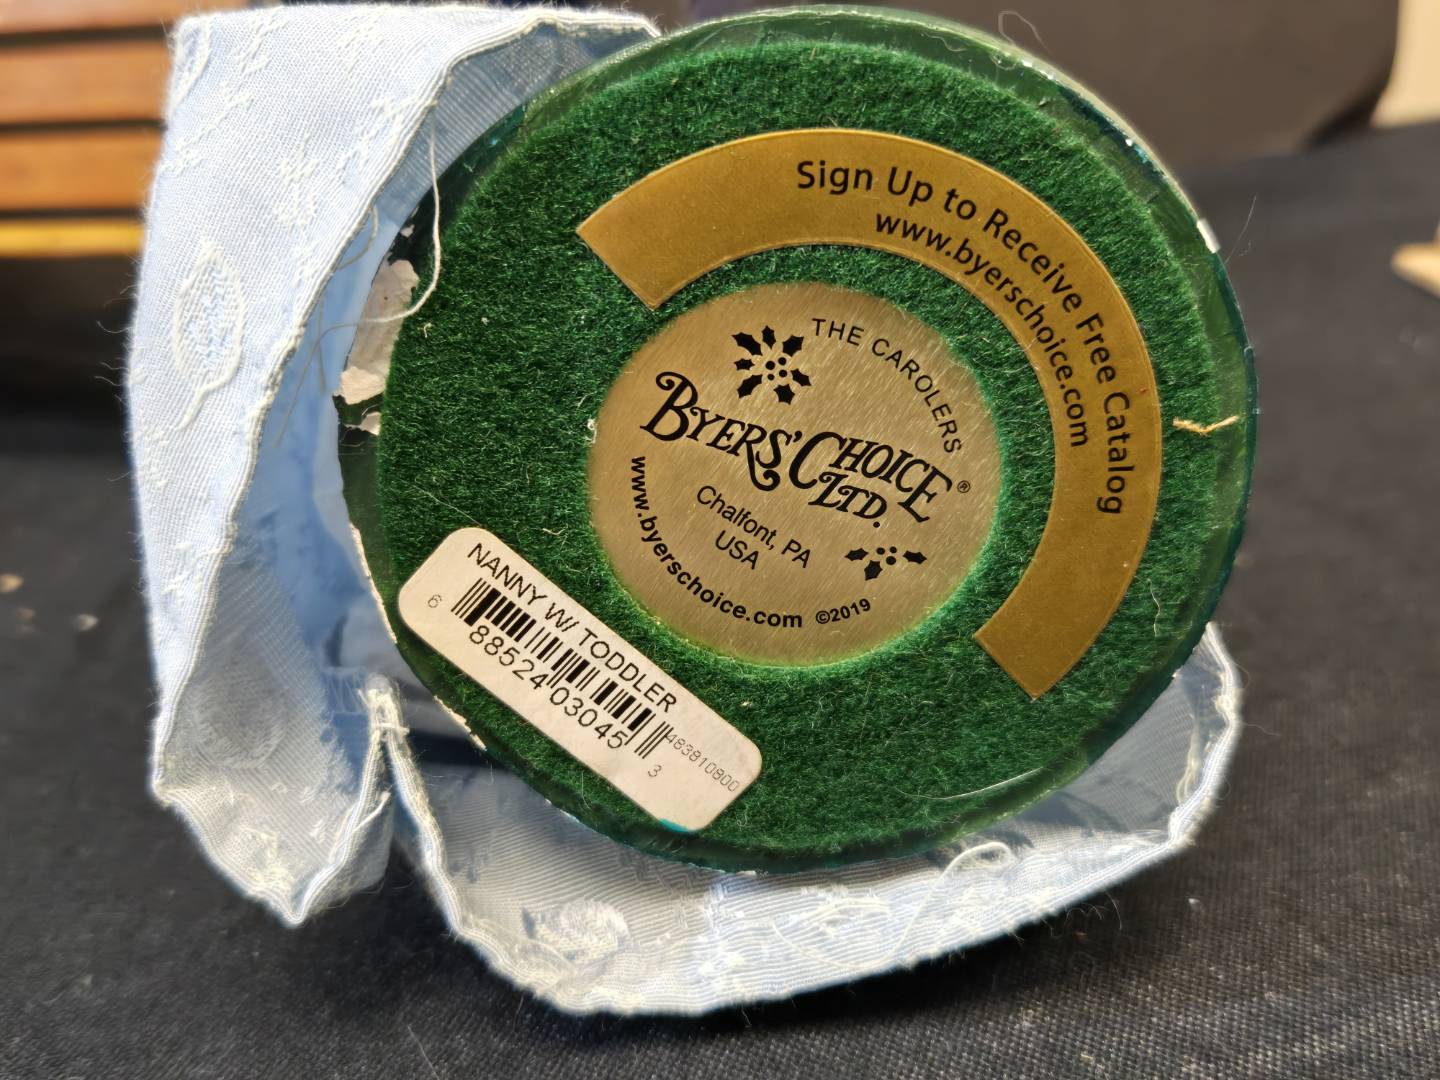 Sign Up to Receive Free Catalog
www.byerschoice.com
THE CAROLERS
BYERS' CHOICE ®
LTD.
Chalfont, PA
USA
www.byerschoice.com ©2019
NANNY W/ TODDLER
6 88524 03045 3
483810800